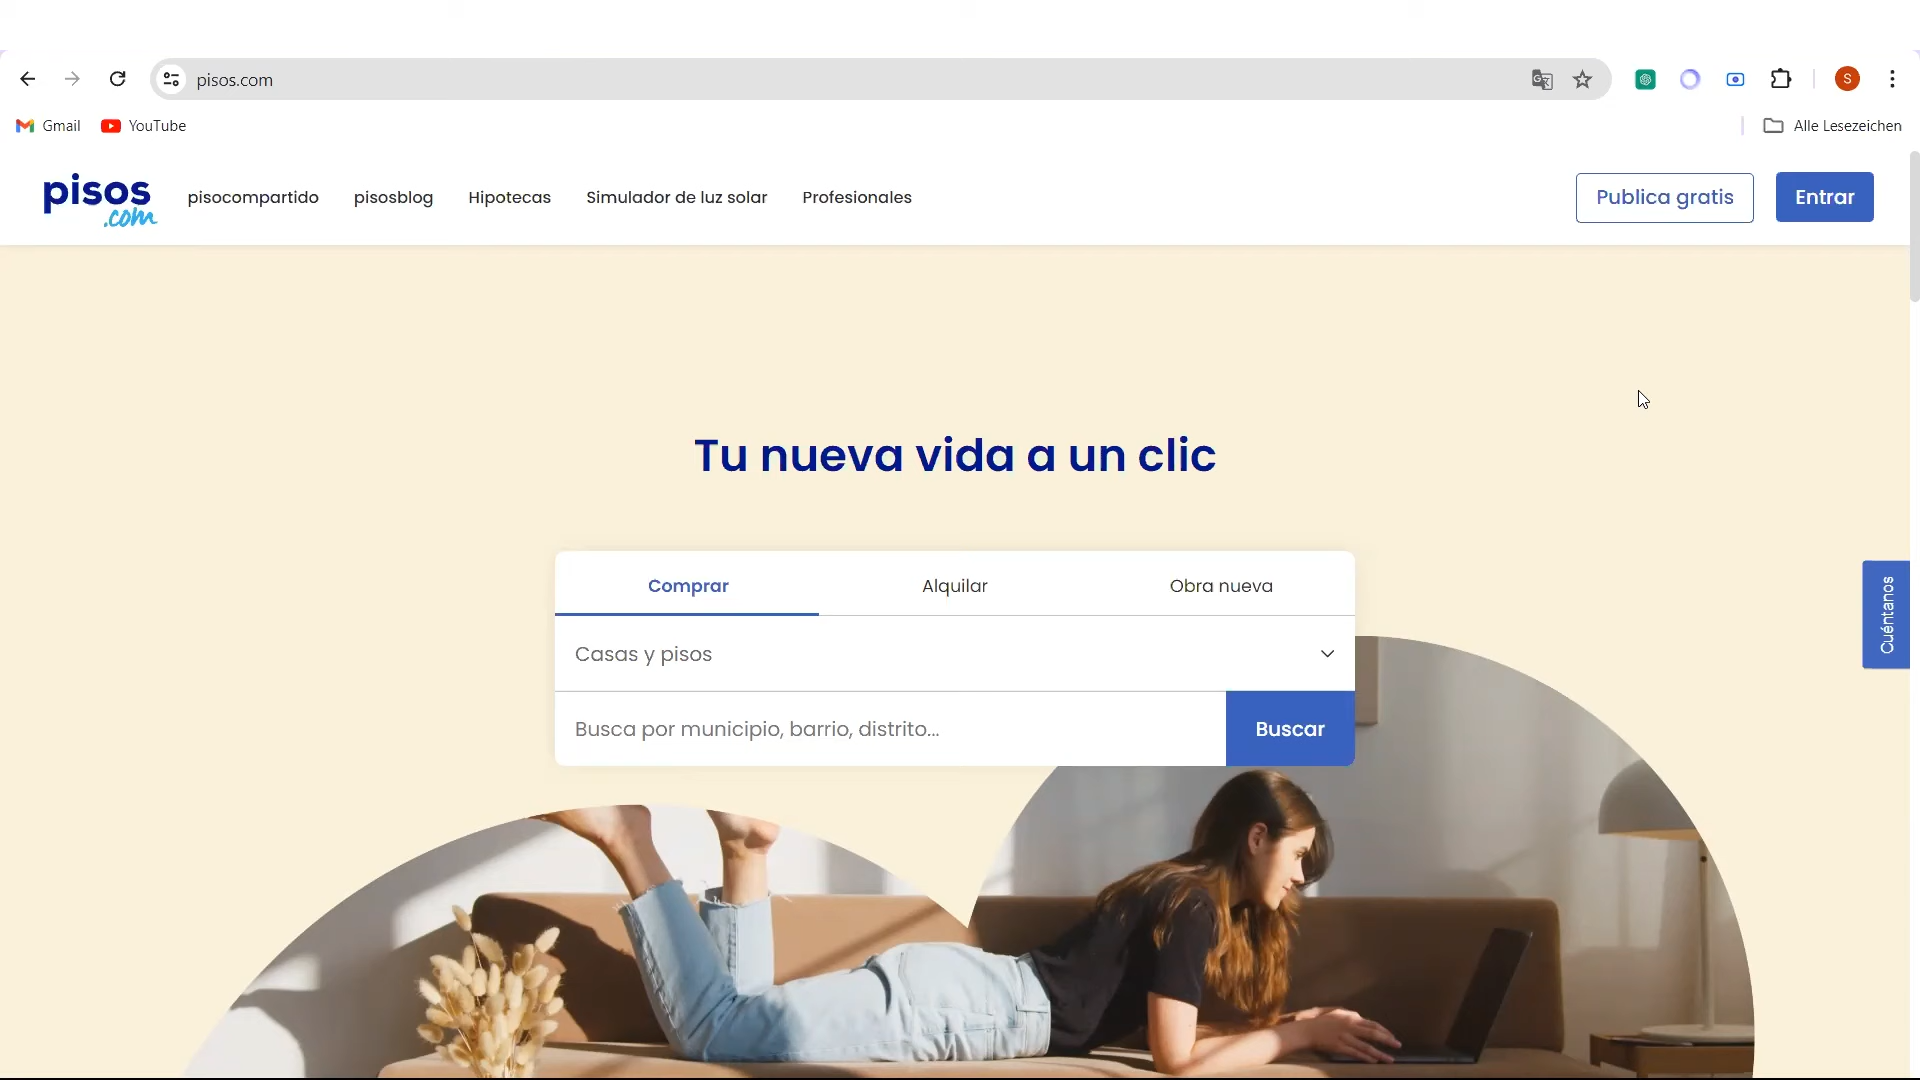 pisos.com
S
Gmail
YouTube
Alle Lesezeichen
pisos
.com
pisocompartido
pisosblog
Hipotecas
Simulador de luz solar
Profesionales
Publica gratis
Entrar
Tu nueva vida a un clic
Comprar
Alquilar
Obra nueva
Casas y pisos
Busca por municipio, barrio, distrito...
Buscar
Cuéntanos